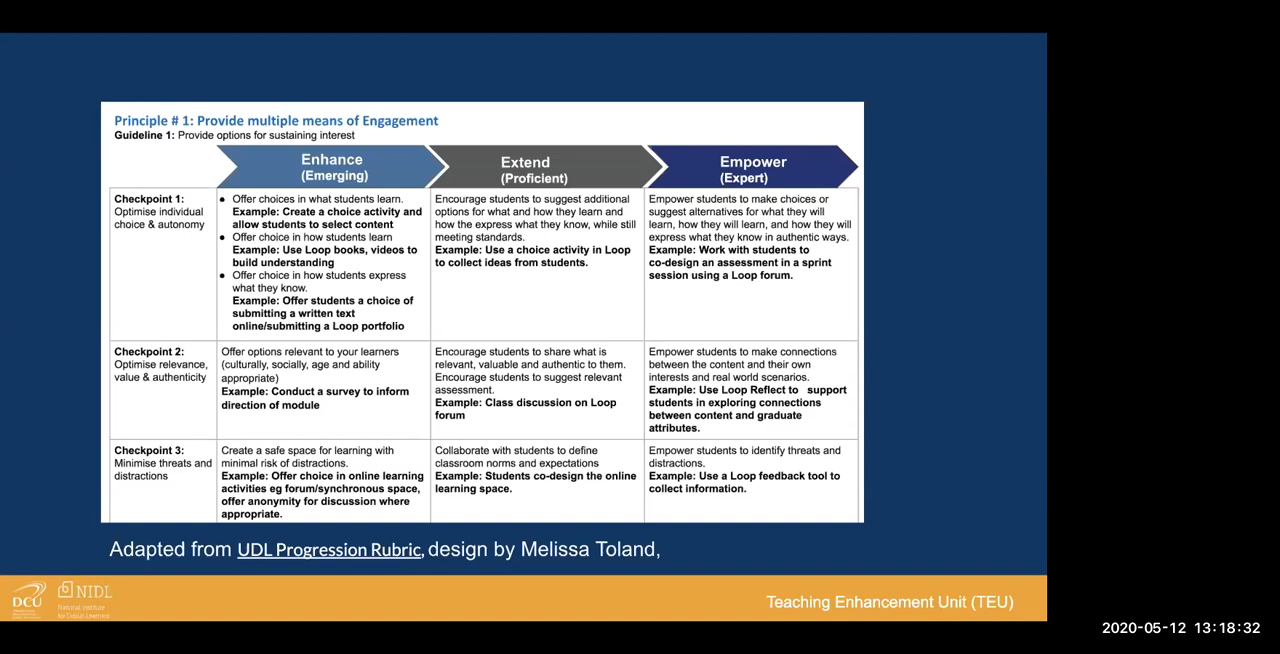 Principle # 1: Provide multiple means of Engagement
Guideline 1: Provide options for sustaining interest
Enhance
(Emerging)
Extend
(Proficient)
Empower
(Expert)
Checkpoint 1:
Optimise individual
choice & autonomy
● Offer choices in what students learn.
Example: Create a choice activity and
allow students to select content
● Offer choice in how students learn
Example: Use Loop books, videos to
build understanding
● Offer choice in how students express
what they know.
Example: Offer students a choice of
submitting a written text
online/submitting a Loop portfolio
Encourage students to suggest additional
options for what and how they learn and
how the express what they know, while still
meeting standards.
Example: Use a choice activity in Loop
to collect ideas from students.
Empower students to make choices or
suggest alternatives for what they will
learn, how they will learn, and how they will
express what they know in authentic ways.
Example: Work with students to
co-design an assessment in a sprint
session using a Loop forum.
Checkpoint 2:
Optimise relevance,
value & authenticity
Offer options relevant to your learners
(culturally, socially, age and ability
appropriate)
Example: Conduct a survey to inform
direction of module
Encourage students to share what is
relevant, valuable and authentic to them.
Encourage students to suggest relevant
assessment.
Example: Class discussion on Loop
forum
Empower students to make connections
between the content and their own
interests and real world scenarios.
Example: Use Loop Reflect to support
students in exploring connections
between content and graduate
attributes.
Checkpoint 3:
Minimise threats and
distractions
Create a safe space for learning with
minimal risk of distractions.
Example: Offer choice in online learning
activities eg forum/synchronous space,
offer anonymity for discussion where
appropriate.
Collaborate with students to define
classroom norms and expectations
Example: Students co-design the online
learning space.
Empower students to identify threats and
distractions.
Example: Use a Loop feedback tool to
collect information.
Adapted from UDL Progression Rubric, design by Melissa Toland,
DCU
NIDL
National Institute
for Digital Learning
Teaching Enhancement Unit (TEU)
2020-05-12 13:18:32